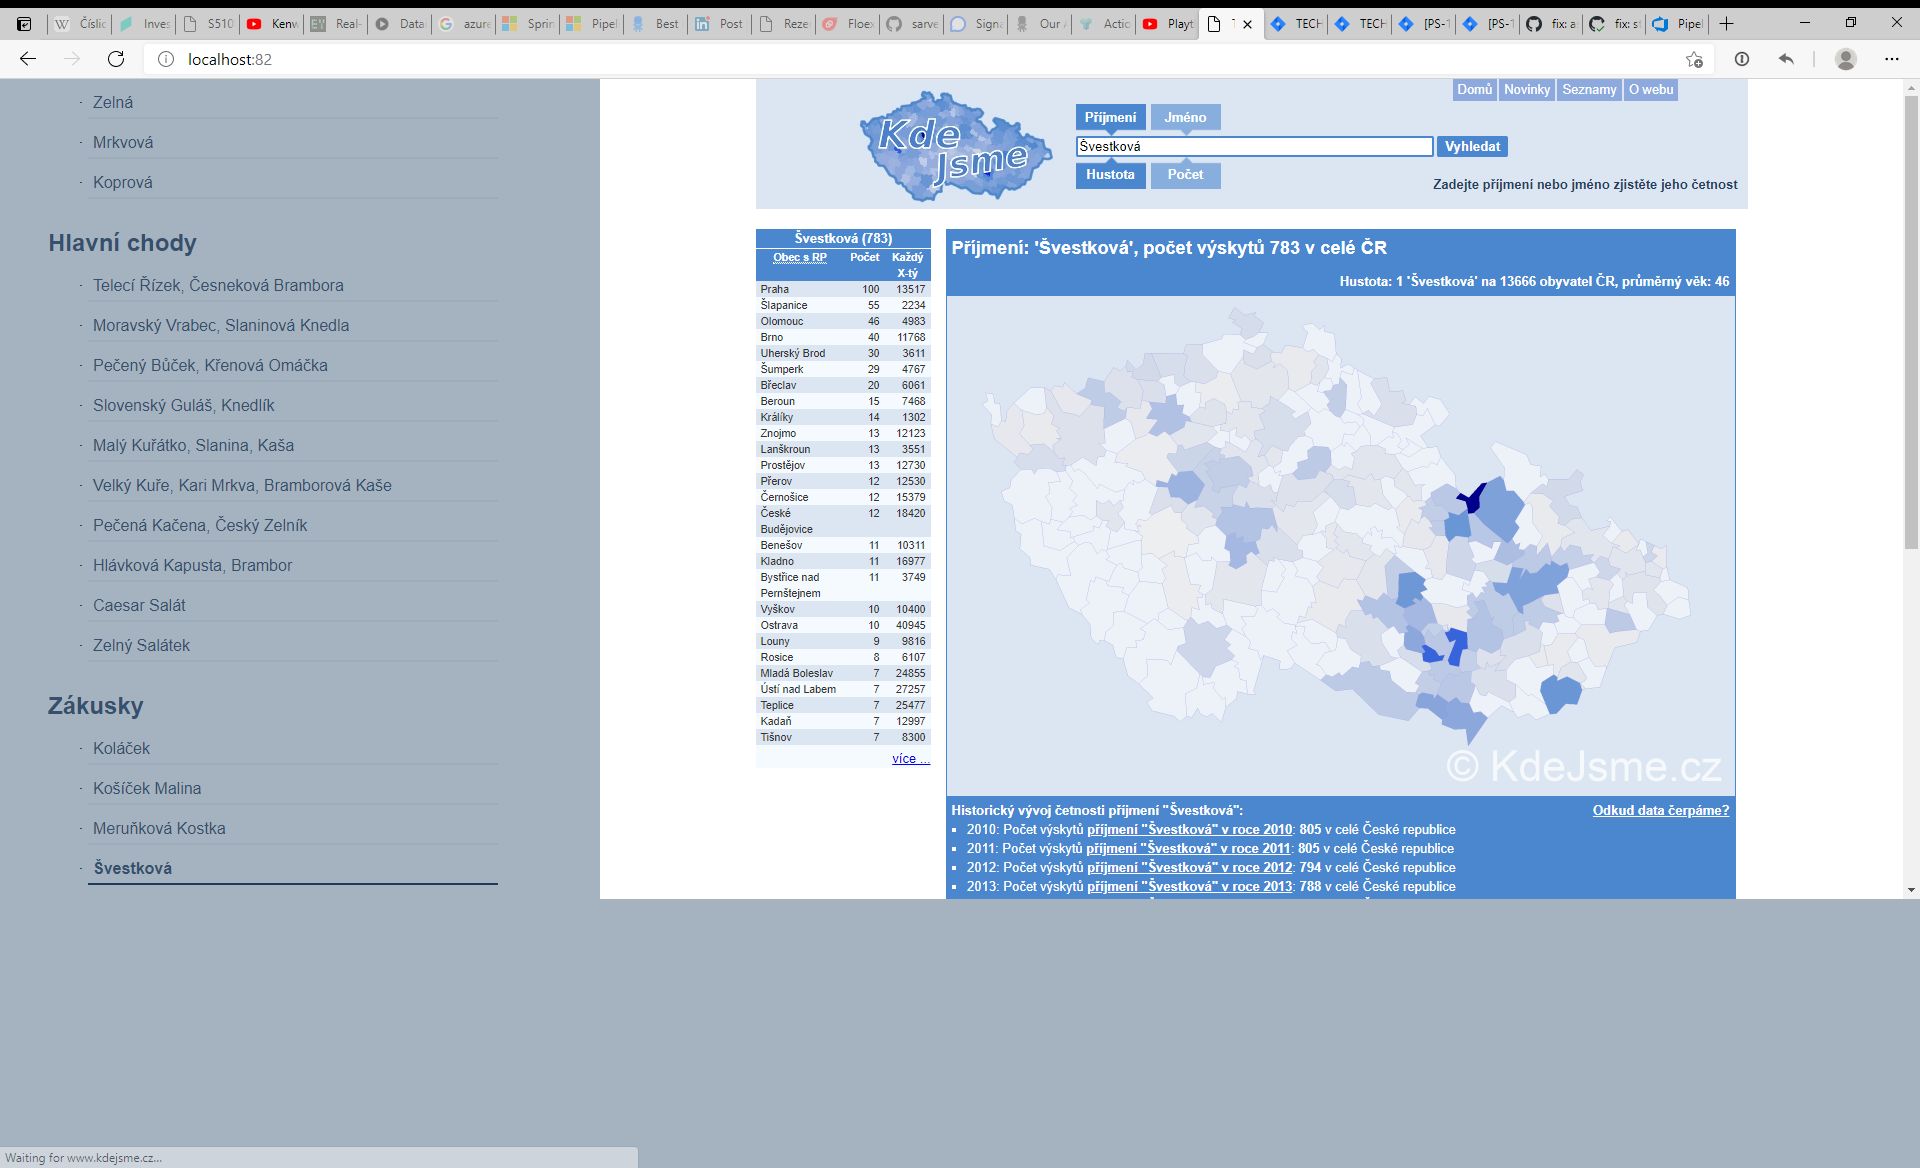 Číslic
Inves
S510
Kenw
Real-
Data
azure
Sprin
Pipel
Best
Post
Reze
Floex
sarve
Signa
Our A
Actio
Playt
TECH
TECH
[PS-1
[PS-1
fix: a
fix: st
Pipel
localhost:82
Zelná
Mrkvová
Koprová
Hlavní chody
Telecí Řízek, Česneková Brambora
Moravský Vrabec, Slaninová Knedla
Pečený Bůček, Křenová Omáčka
Slovenský Guláš, Knedlík
Malý Kuřátko, Slanina, Kaša
Velký Kuře, Kari Mrkva, Bramborová Kaše
Pečená Kačena, Český Zelník
Hlávková Kapusta, Brambor
Caesar Salát
Zelný Salátek
Zákusky
Koláček
Košíček Malina
Meruňková Kostka
Švestková
Kde
Jsme
Domů Novinky Seznamy O webu
Příjmení Jméno
Švestková Vyhledat
Hustota Počet
Zadejte příjmení nebo jméno zjistěte jeho četnost
Švestková (783)
Obec s RP Počet Každý
X-tý
Praha 100 13517
Šlapanice 55 2234
Olomouc 46 4983
Brno 40 11768
Uherský Brod 30 3611
Šumperk 29 4767
Břeclav 20 6061
Beroun 15 7468
Králíky 14 1302
Znojmo 13 12123
Lanškroun 13 3551
Prostějov 13 12730
Přerov 12 12530
Černošice 12 15379
České 12 18420
Budějovice
Benešov 11 10311
Kladno 11 16977
Bystřice nad 11 3749
Pernštejnem
Vyškov 10 10400
Ostrava 10 40945
Louny 9 9816
Rosice 8 6107
Mladá Boleslav 7 24855
Ústí nad Labem 7 27257
Teplice 7 25477
Kadaň 7 12997
Tišnov 7 8300
více ...
Příjmení: 'Švestková', počet výskytů 783 v celé ČR
Hustota: 1 'Švestková' na 13666 obyvatel ČR, průměrný věk: 46
© KdeJsme.cz
Historický vývoj četnosti příjmení "Švestková": Odkud data čerpáme?
2010: Počet výskytů příjmení "Švestková" v roce 2010: 805 v celé České republice
2011: Počet výskytů příjmení "Švestková" v roce 2011: 805 v celé České republice
2012: Počet výskytů příjmení "Švestková" v roce 2012: 794 v celé České republice
2013: Počet výskytů příjmení "Švestková" v roce 2013: 788 v celé České republice
Waiting for www.kdejsme.cz...